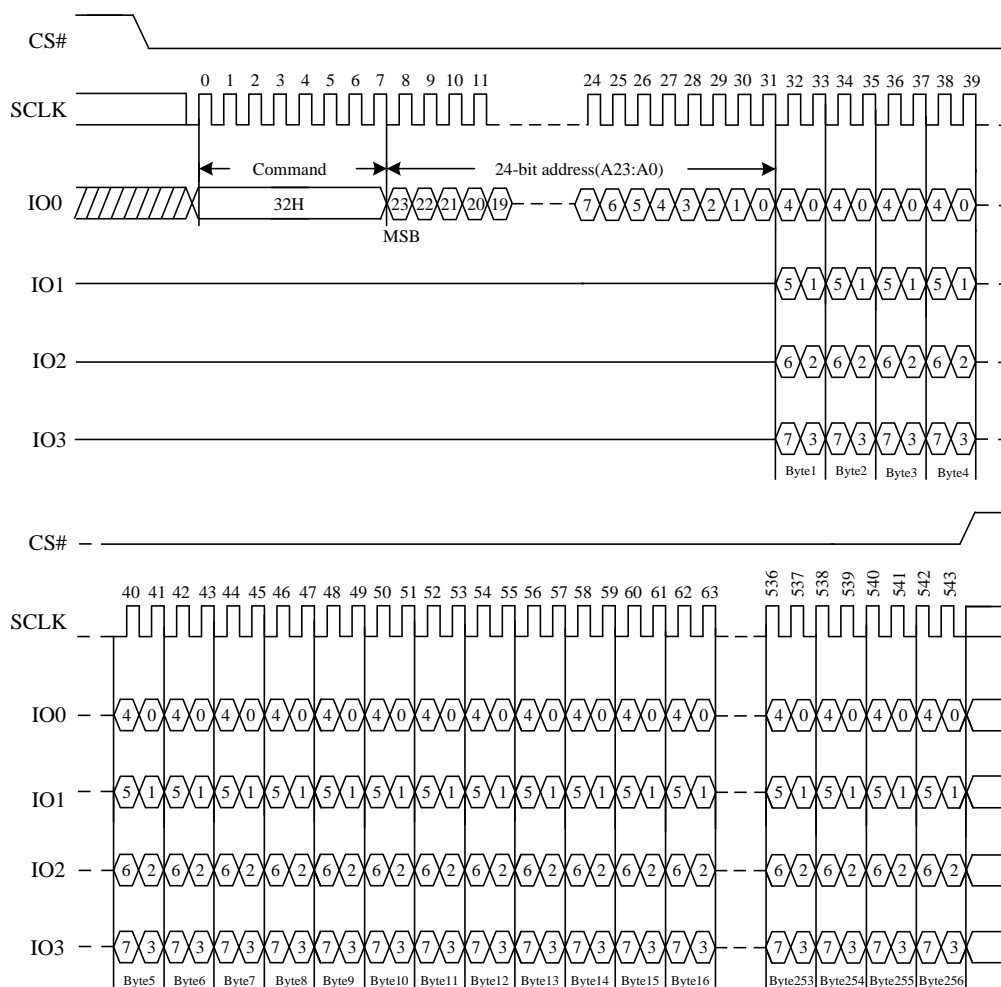 CS#
0 1 2 3 4 5 6 7 8 9 10 11 24 25 26 27 28 29 30 31 32 33 34 35 36 37 38 39
SCLK
Command 24-bit address(A23:A0)
IO0 32H 23 22 21 20 19 7 6 5 4 3 2 1 0 4 0 4 0 4 0 4 0
MSB
IO1 5 1 5 1 5 1 5 1
IO2 6 2 6 2 6 2 6 2
IO3 7 3 7 3 7 3 7 3
Byte1 Byte2 Byte3 Byte4
CS#
40 41 42 43 44 45 46 47 48 49 50 51 52 53 54 55 56 57 58 59 60 61 62 63 536 537 538 539 540 541 542 543
SCLK
IO0 4 0 4 0 4 0 4 0 4 0 4 0 4 0 4 0 4 0 4 0 4 0 4 0 4 0 4 0 4 0 4 0
IO1 5 1 5 1 5 1 5 1 5 1 5 1 5 1 5 1 5 1 5 1 5 1 5 1 5 1 5 1 5 1 5 1
IO2 6 2 6 2 6 2 6 2 6 2 6 2 6 2 6 2 6 2 6 2 6 2 6 2 6 2 6 2 6 2 6 2
IO3 7 3 7 3 7 3 7 3 7 3 7 3 7 3 7 3 7 3 7 3 7 3 7 3 7 3 7 3 7 3 7 3
Byte5 Byte6 Byte7 Byte8 Byte9 Byte10 Byte11 Byte12 Byte13 Byte14 Byte15 Byte16 Byte253 Byte254 Byte255 Byte256